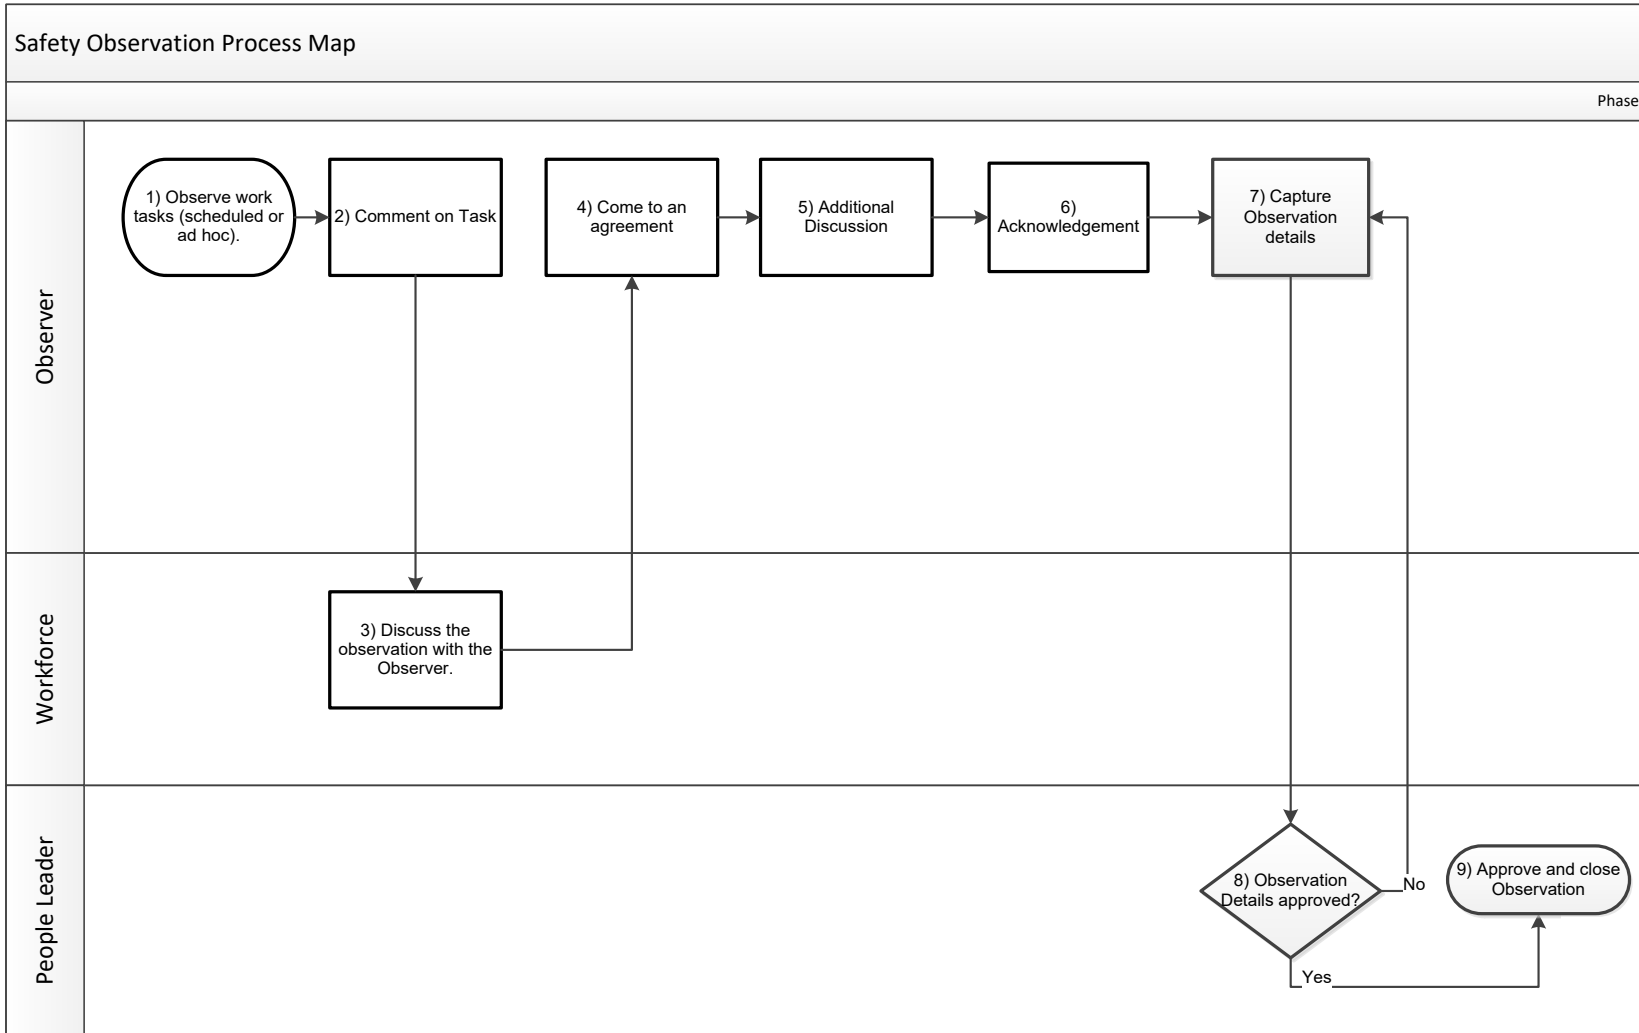 Safety Observation Process Map
Phase
Observer
1) Observe work
tasks (scheduled or
ad hoc).
2) Comment on Task
4) Come to an
agreement
5) Additional
Discussion
6)
Acknowledgement
7) Capture
Observation
details
Workforce
3) Discuss the
observation with the
Observer.
People Leader
8) Observation
Details approved?
No
Yes
9) Approve and close
Observation